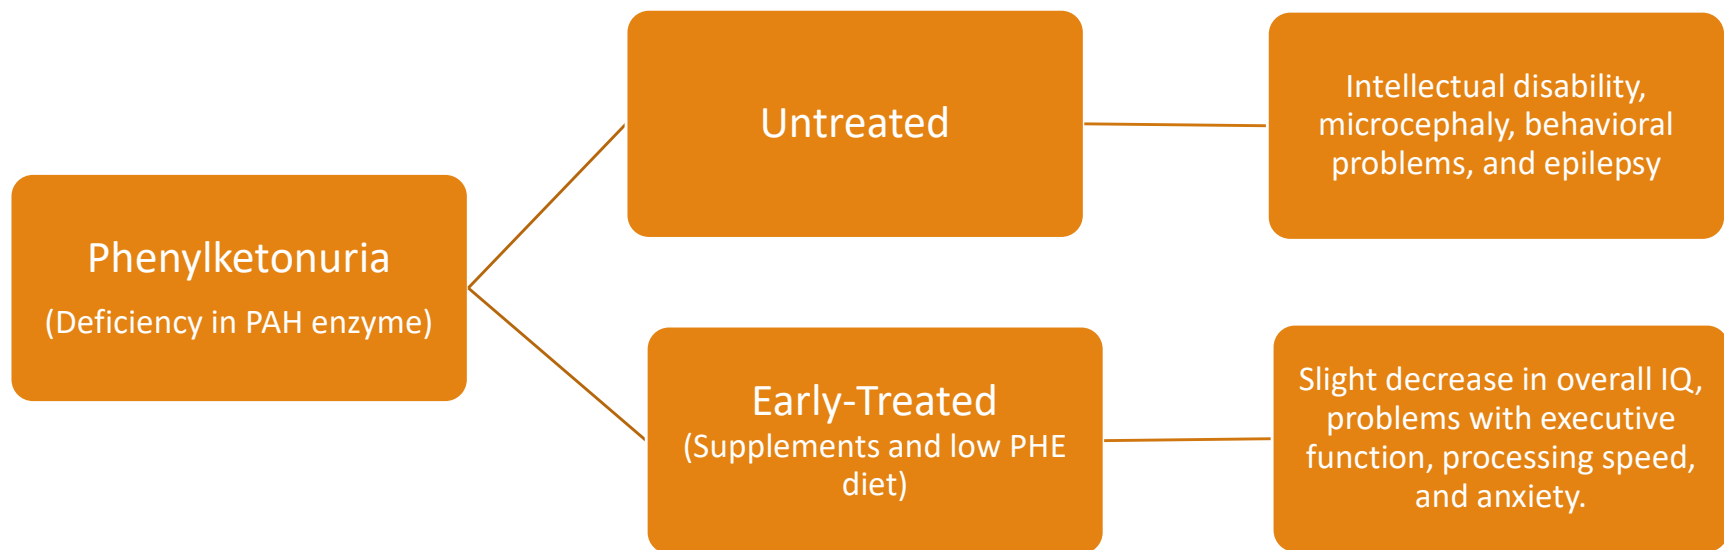 Phenylketonuria
(Deficiency in PAH enzyme)
Untreated
Intellectual disability,
microcephaly, behavioral
problems, and epilepsy
Early-Treated
(Supplements and low PHE
diet)
Slight decrease in overall IQ,
problems with executive
function, processing speed,
and anxiety.